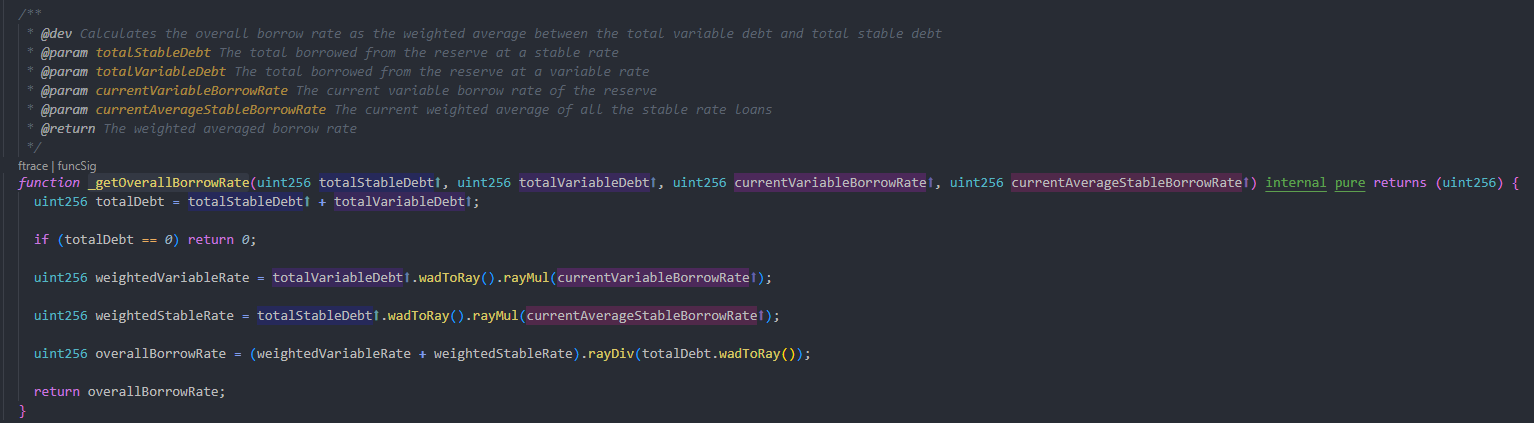 /**
 * @dev Calculates the overall borrow rate as the weighted average between the total variable debt and total stable debt
 * @param totalStableDebt The total borrowed from the reserve at a stable rate
 * @param totalVariableDebt The total borrowed from the reserve at a variable rate
 * @param currentVariableBorrowRate The current variable borrow rate of the reserve
 * @param currentAverageStableBorrowRate The current weighted average of all the stable rate loans
 * @return The weighted averaged borrow rate
 */
ftrace | funcSig
function _getOverallBorrowRate(uint256 totalStableDebt↑, uint256 totalVariableDebt↑, uint256 currentVariableBorrowRate↑, uint256 currentAverageStableBorrowRate↑) internal pure returns (uint256) {
  uint256 totalDebt = totalStableDebt↑ + totalVariableDebt↑;
  if (totalDebt == 0) return 0;
  uint256 weightedVariableRate = totalVariableDebt↑.wadToRay().rayMul(currentVariableBorrowRate↑);
  uint256 weightedStableRate = totalStableDebt↑.wadToRay().rayMul(currentAverageStableBorrowRate↑);
  uint256 overallBorrowRate = (weightedVariableRate + weightedStableRate).rayDiv(totalDebt.wadToRay());
  return overallBorrowRate;
}